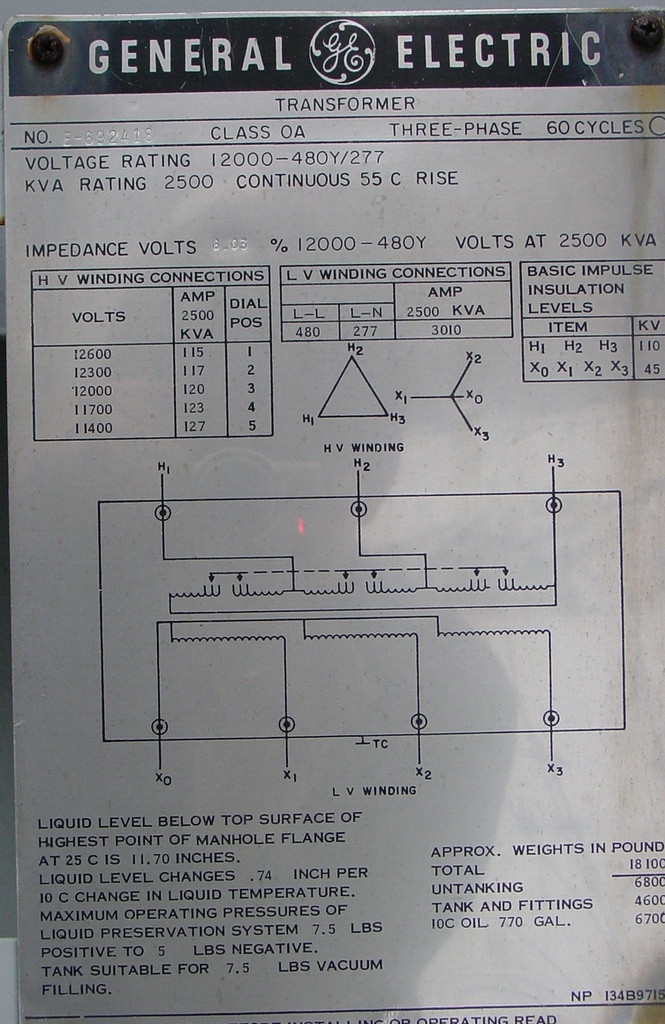 GENERAL GE ELECTRIC
TRANSFORMER
NO. E-692418 CLASS OA THREE-PHASE 60 CYCLES
VOLTAGE RATING 12000-480Y/277
KVA RATING 2500 CONTINUOUS 55 C RISE
IMPEDANCE VOLTS % 12000-480Y VOLTS AT 2500 KVA
H V WINDING CONNECTIONS
VOLTS AMP 2500 KVA DIAL POS
12600 115 1
12300 117 2
12000 120 3
11700 123 4
11400 127 5
L V WINDING CONNECTIONS
L-L L-N AMP 2500 KVA
480 277 3010
BASIC IMPULSE
INSULATION
LEVELS
ITEM KV
H1 H2 H3 110
X0 X1 X2 X3 45
H2
H1 H3
X2
X1 X0
X3
H V WINDING
H1 H2 H3
TC
X0 X1 X2 X3
L V WINDING
LIQUID LEVEL BELOW TOP SURFACE OF
HIGHEST POINT OF MANHOLE FLANGE
AT 25 C IS 11.70 INCHES.
LIQUID LEVEL CHANGES .74 INCH PER
10 C CHANGE IN LIQUID TEMPERATURE.
MAXIMUM OPERATING PRESSURES OF
LIQUID PRESERVATION SYSTEM 7.5 LBS
POSITIVE TO 5 LBS NEGATIVE.
TANK SUITABLE FOR 7.5 LBS VACUUM
FILLING.
APPROX. WEIGHTS IN POUND
TOTAL 18100
UNTANKING 6800
TANK AND FITTINGS 4600
10C OIL 770 GAL. 6700
NP 134B9715
INSTALLING OR OPERATING READ